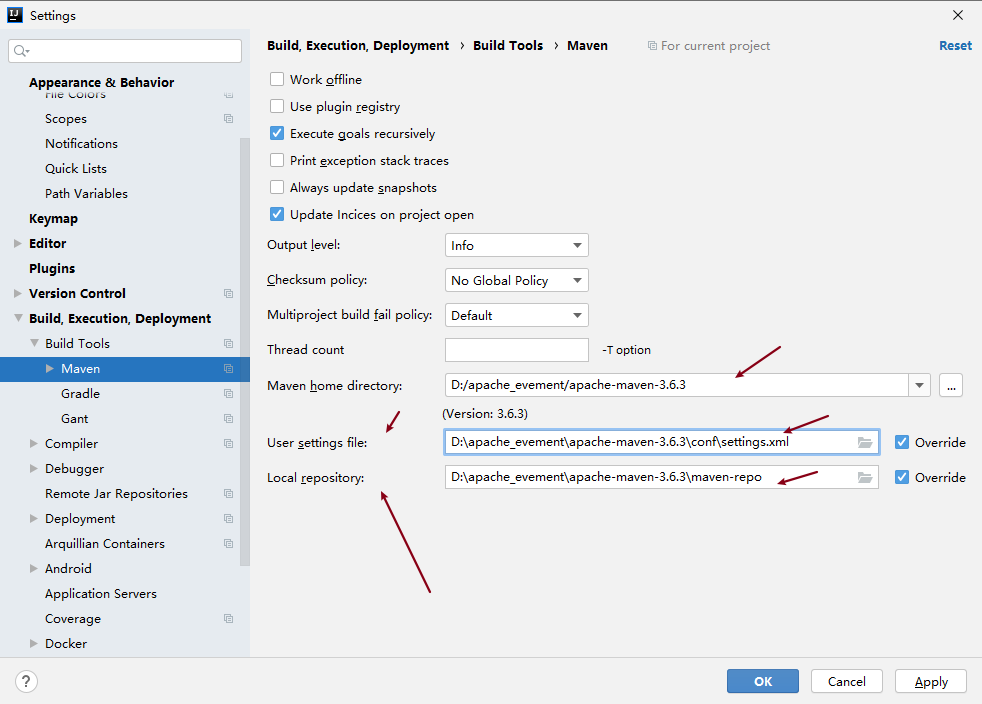 Settings
Build, Execution, Deployment › Build Tools › Maven For current project Reset
Appearance & Behavior
File Colors
Scopes
Notifications
Quick Lists
Path Variables
Keymap
Editor
Plugins
Version Control
Build, Execution, Deployment
Build Tools
Maven
Gradle
Gant
Compiler
Debugger
Remote Jar Repositories
Deployment
Arquillian Containers
Android
Application Servers
Coverage
Docker
Work offline
Use plugin registry
Execute goals recursively
Print exception stack traces
Always update snapshots
Update Incices on project open
Output level: Info
Checksum policy: No Global Policy
Multiproject build fail policy: Default
Thread count -T option
Maven home directory: D:/apache_evement/apache-maven-3.6.3 ...
(Version: 3.6.3)
User settings file: D:\apache_evement\apache-maven-3.6.3\conf\settings.xml Override
Local repository: D:\apache_evement\apache-maven-3.6.3\maven-repo Override
? OK Cancel Apply